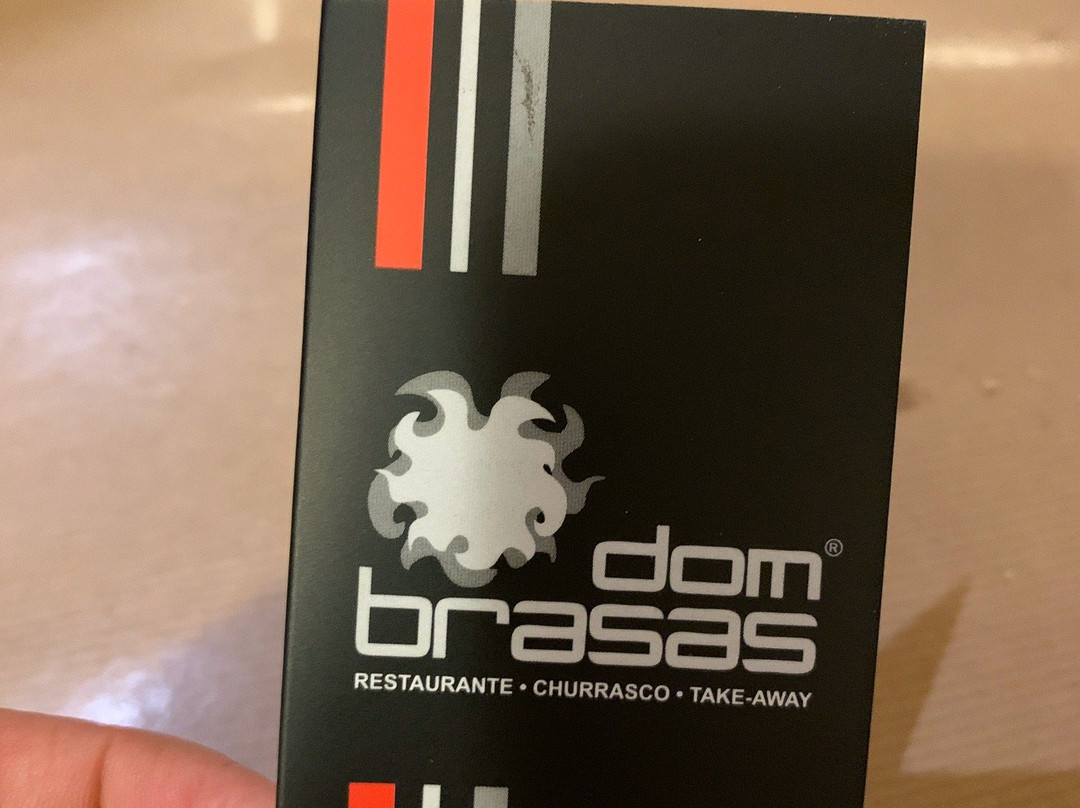 dom®
brasas
RESTAURANTE • CHURRASCO • TAKE-AWAY